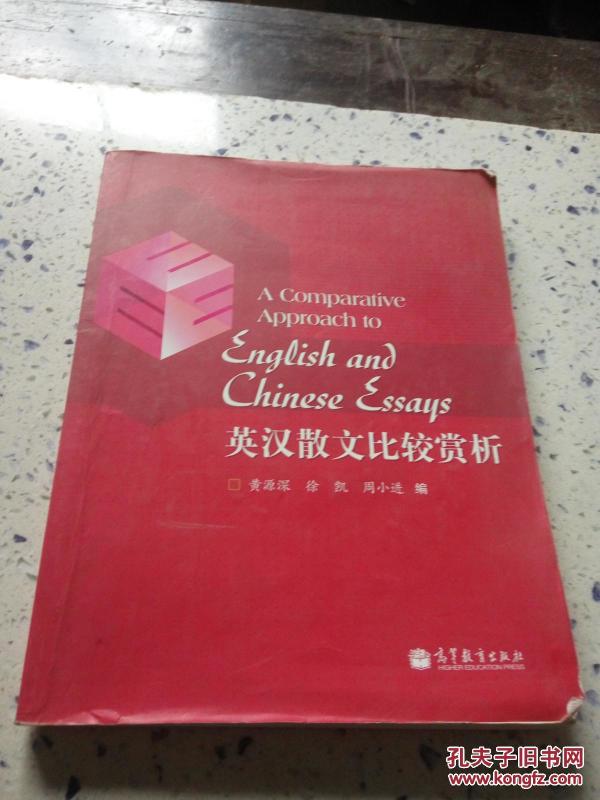 A Comparative
Approach to
English and
Chinese Essays
英汉散文比较赏析
黄源深 徐 凯 周小进 编
高等教育出版社
HIGHER EDUCATION PRESS
孔夫子旧书网
www.kongfz.com